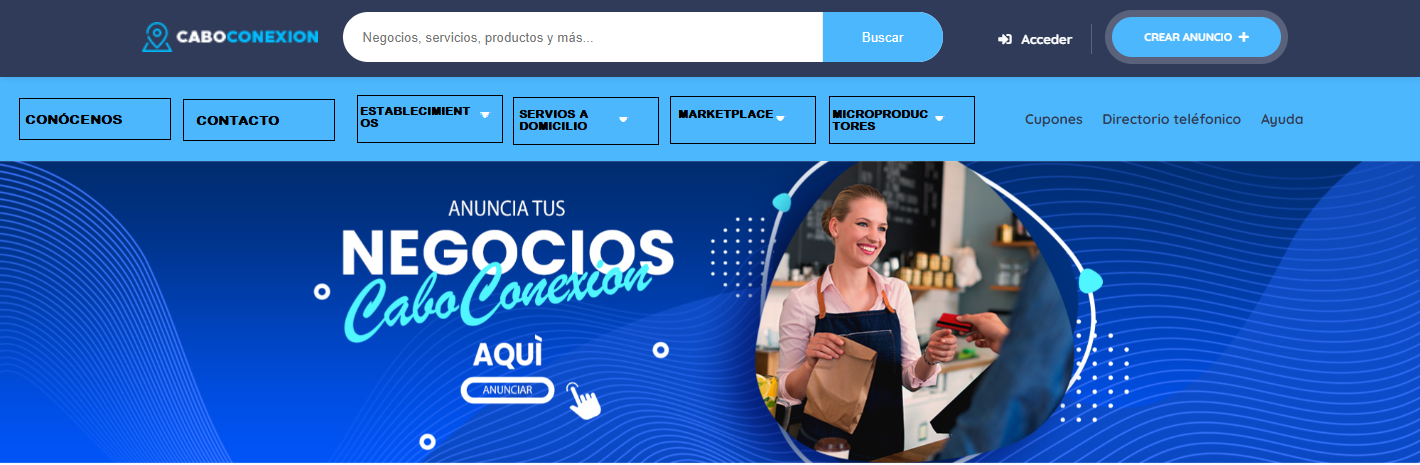 CABOCONEXION
Negocios, servicios, productos y más...
Buscar
Acceder
CREAR ANUNCIO +
CONÓCENOS
CONTACTO
ESTABLECIMIENT
OS
SERVIOS A
DOMICILIO
MARKETPLACE
MICROPRODUC
TORES
Cupones
Directorio teléfonico
Ayuda
ANUNCIA TUS
NEGOCIOS
CaboConexion
AQUÌ
ANUNCIAR